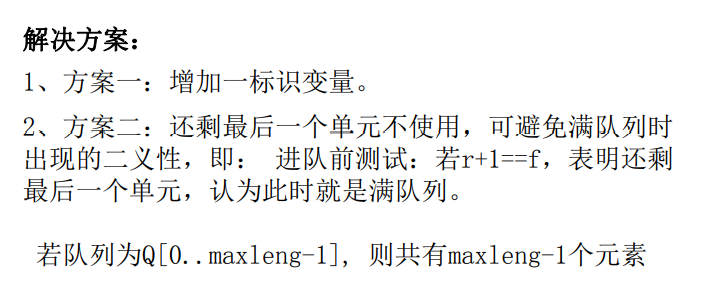 解决方案：
1、方案一：增加一标识变量。
2、方案二：还剩最后一个单元不使用，可避免满队列时
出现的二义性，即： 进队前测试：若r+1==f，表明还剩
最后一个单元，认为此时就是满队列。
若队列为Q[0..maxleng-1], 则共有maxleng-1个元素